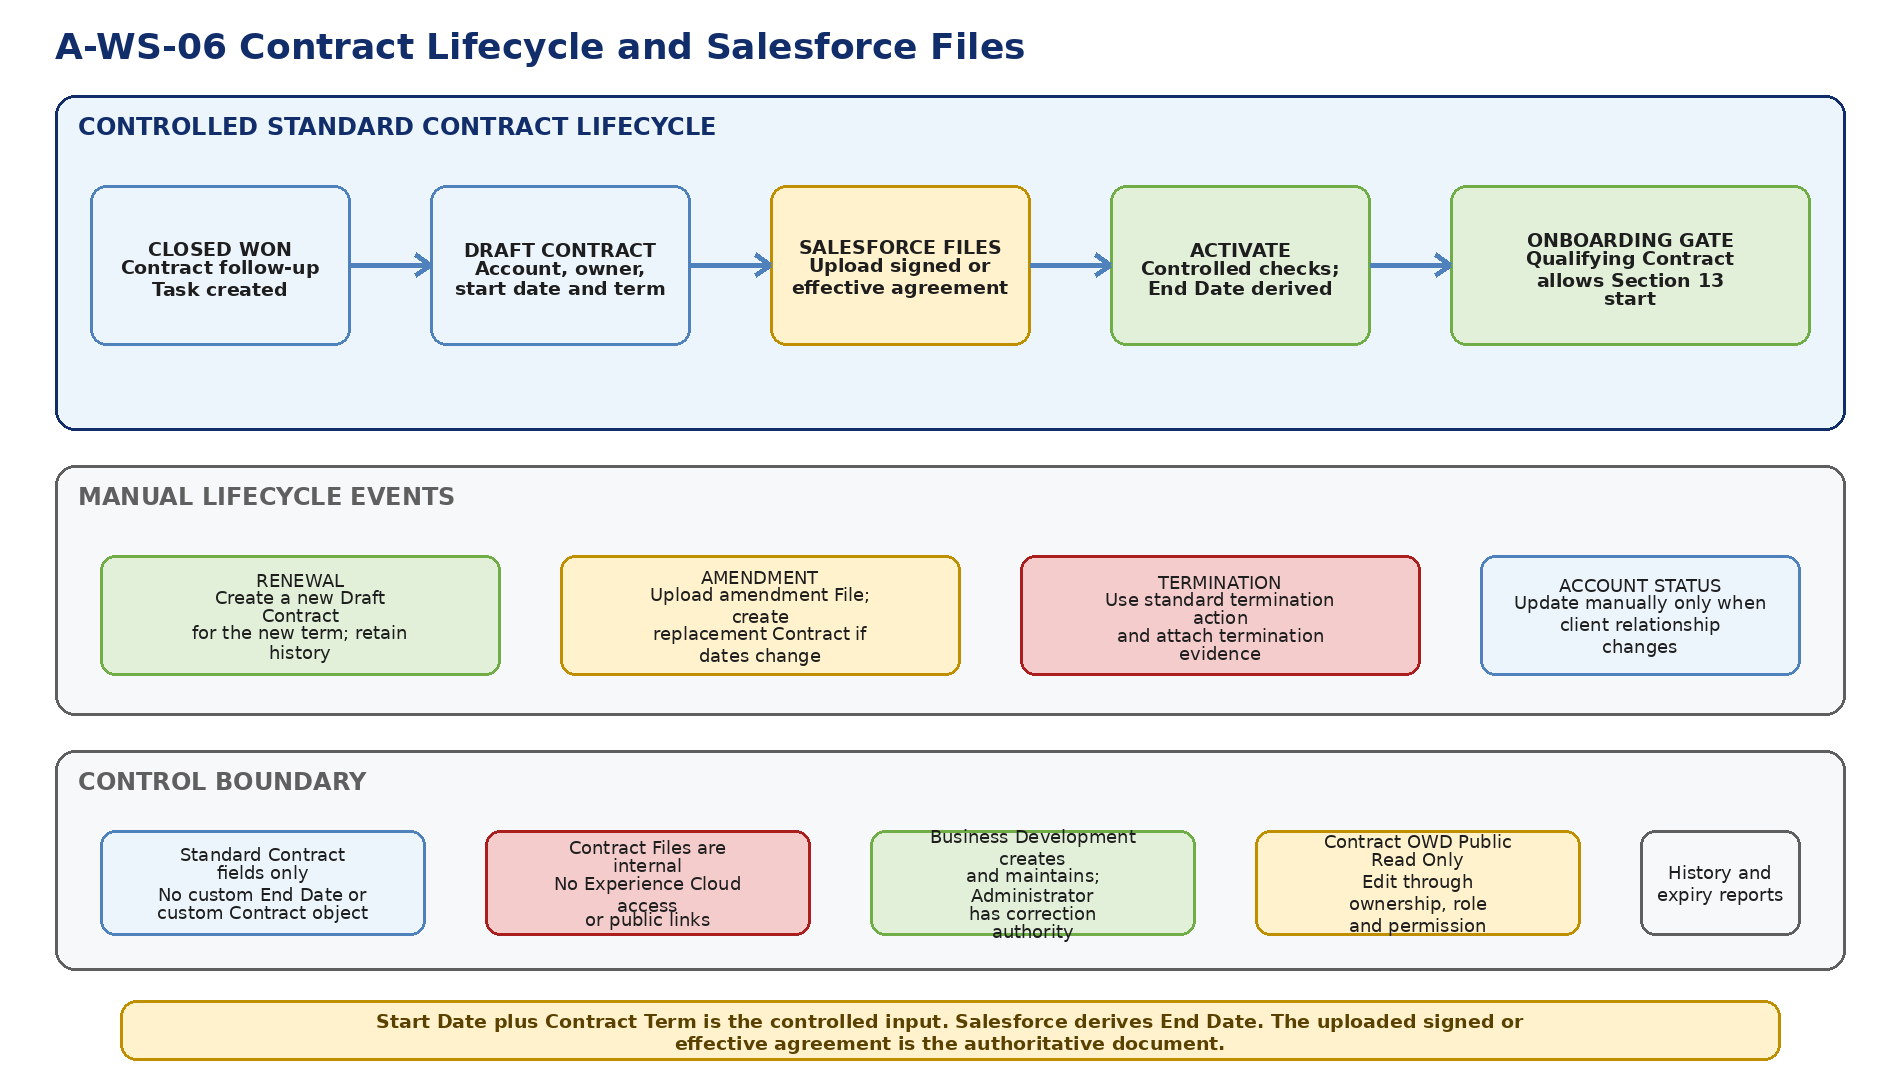 A-WS-06 Contract Lifecycle and Salesforce Files
CONTROLLED STANDARD CONTRACT LIFECYCLE
CLOSED WON
Contract follow-up
Task created
DRAFT CONTRACT
Account, owner,
start date and term
SALESFORCE FILES
Upload signed or
effective agreement
ACTIVATE
Controlled checks;
End Date derived
ONBOARDING GATE
Qualifying Contract
allows Section 13
start
MANUAL LIFECYCLE EVENTS
RENEWAL
Create a new Draft
Contract
for the new term; retain
history
AMENDMENT
Upload amendment File;
create
replacement Contract if
dates change
TERMINATION
Use standard termination
action
and attach termination
evidence
ACCOUNT STATUS
Update manually only when
client relationship
changes
CONTROL BOUNDARY
Standard Contract
fields only
No custom End Date or
custom Contract object
Contract Files are
internal
No Experience Cloud
access
or public links
Business Development
creates
and maintains;
Administrator
has correction
authority
Contract OWD Public
Read Only
Edit through
ownership, role
and permission
History and
expiry reports
Start Date plus Contract Term is the controlled input. Salesforce derives End Date. The uploaded signed or
effective agreement is the authoritative document.